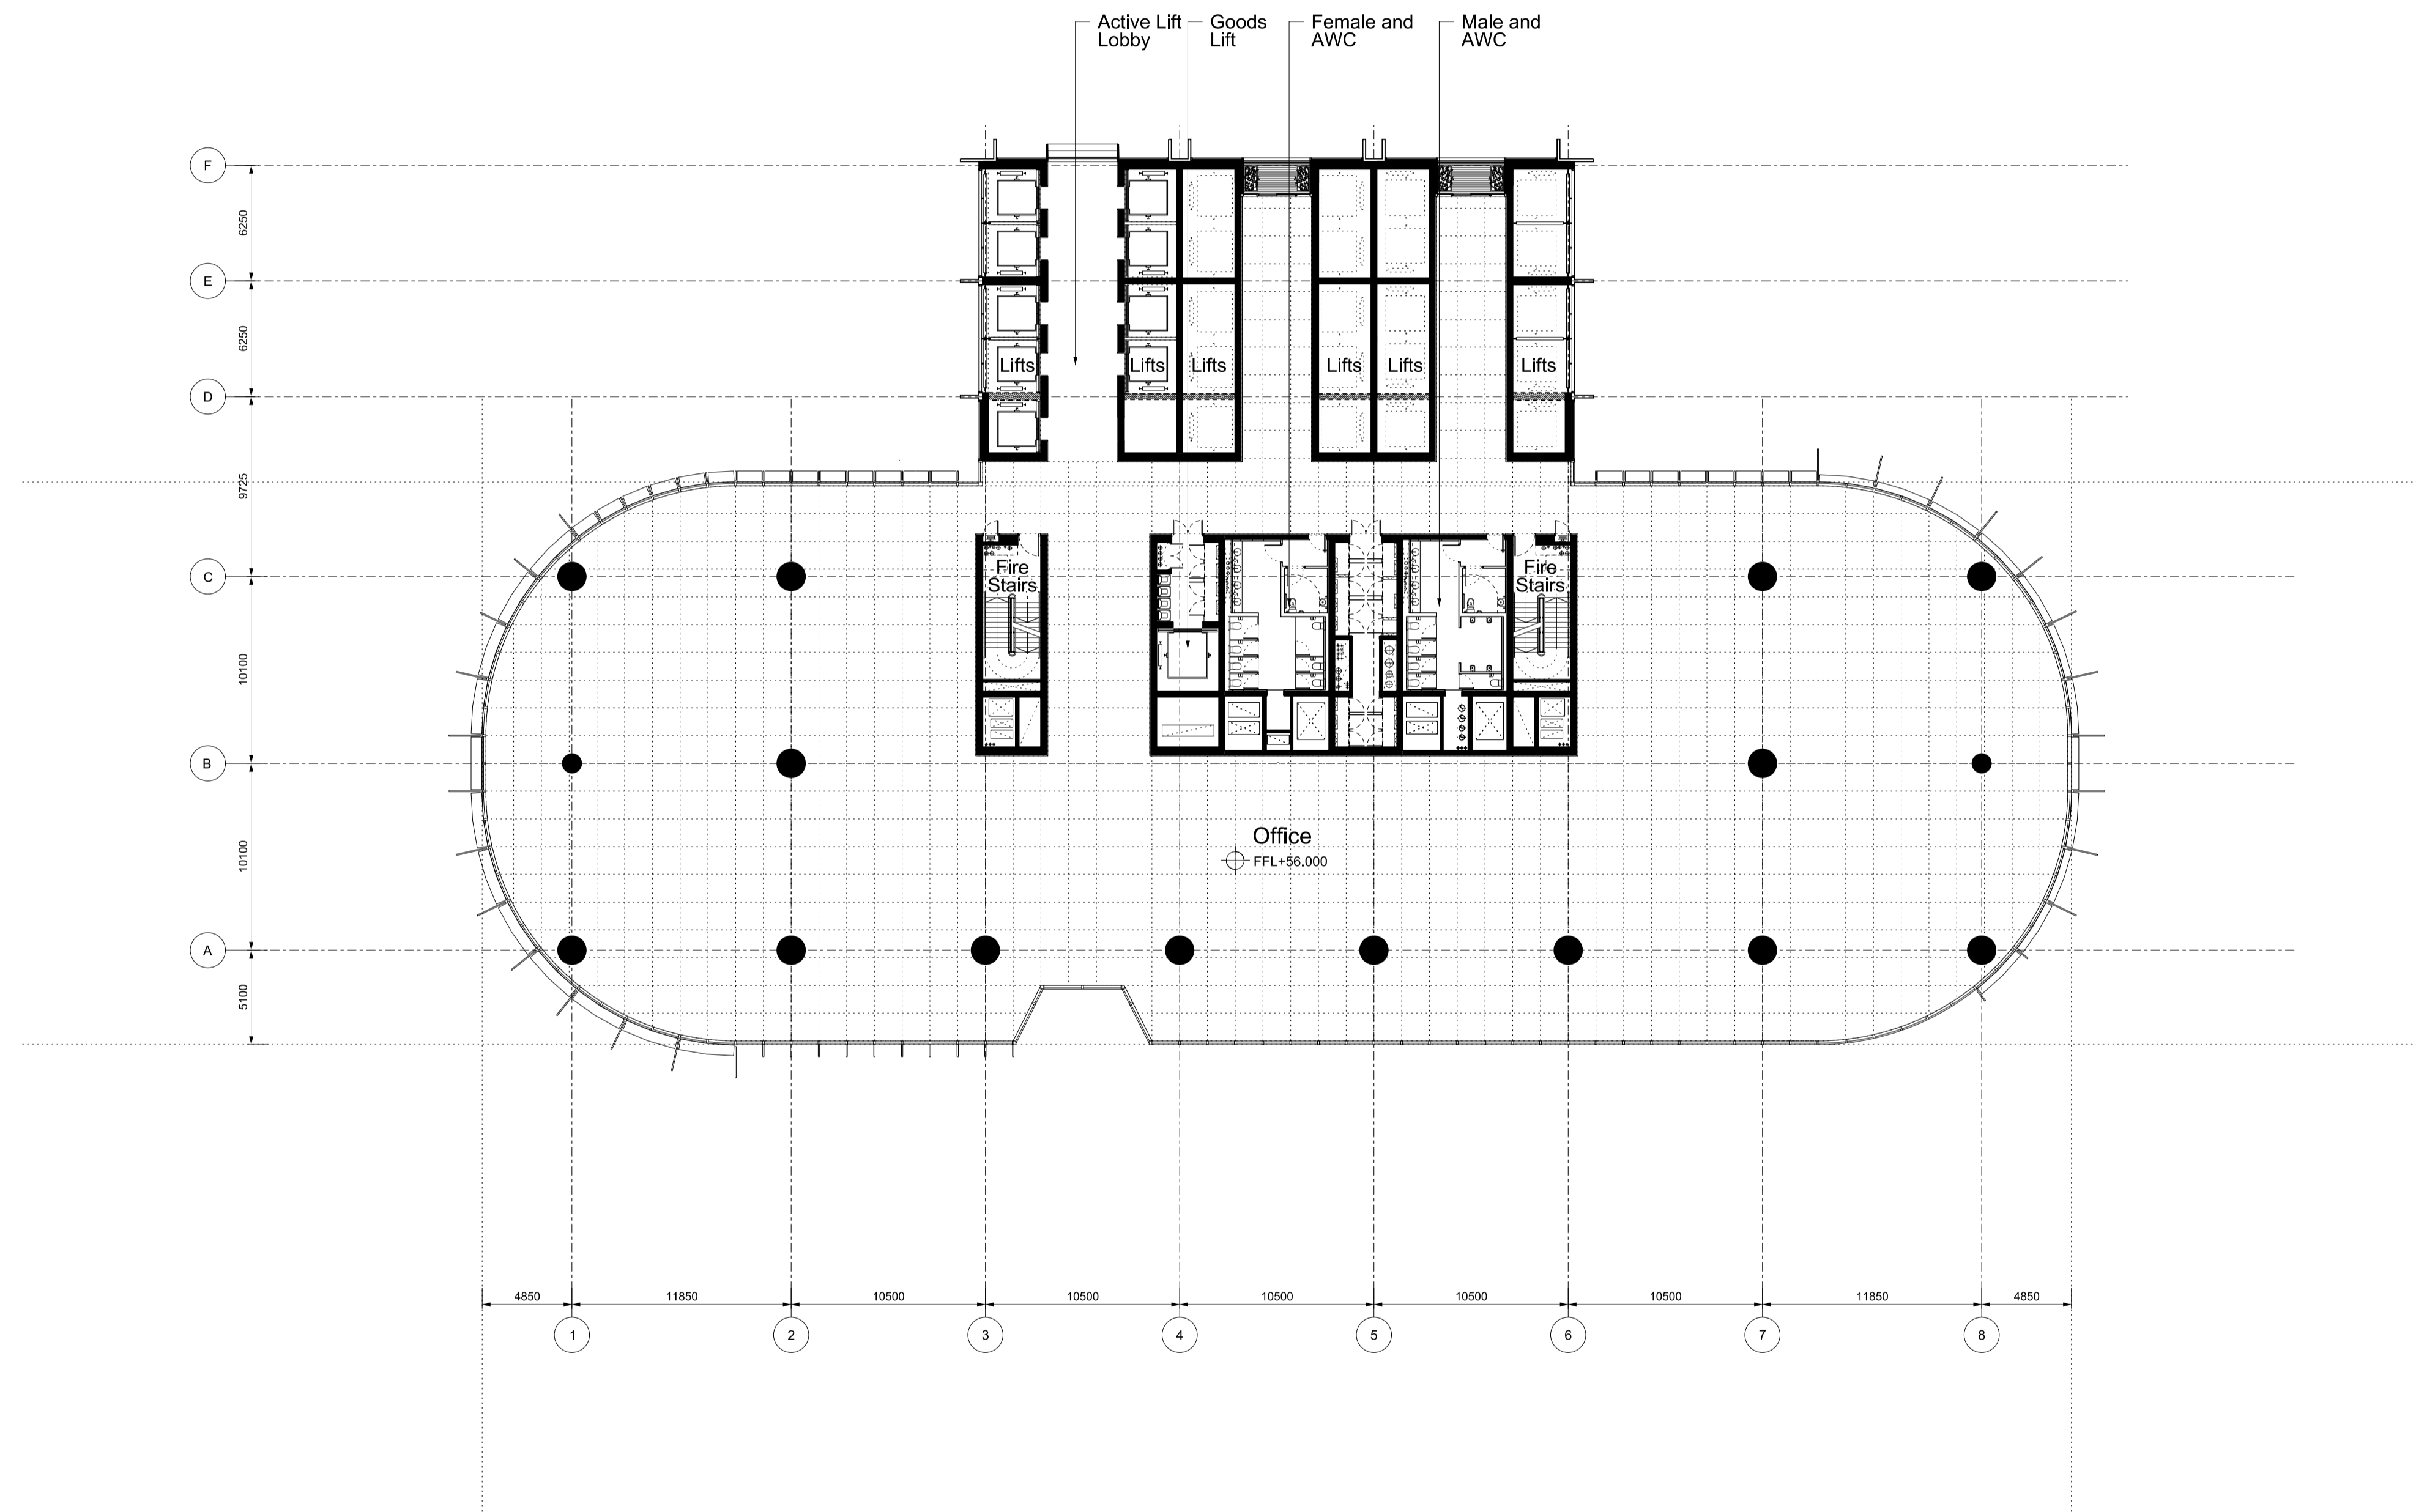 Active Lift
Lobby
Goods
Lift
Female and
AWC
Male and
AWC
F
6250
E
6250
Lifts
Lifts
Lifts
Lifts
Lifts
Lifts
D
9725
C
Fire
Stairs
Fire
Stairs
10100
B
Office
FFL+56.000
10100
A
5100
4850
11850
10500
10500
10500
10500
10500
11850
4850
1
2
3
4
5
6
7
8